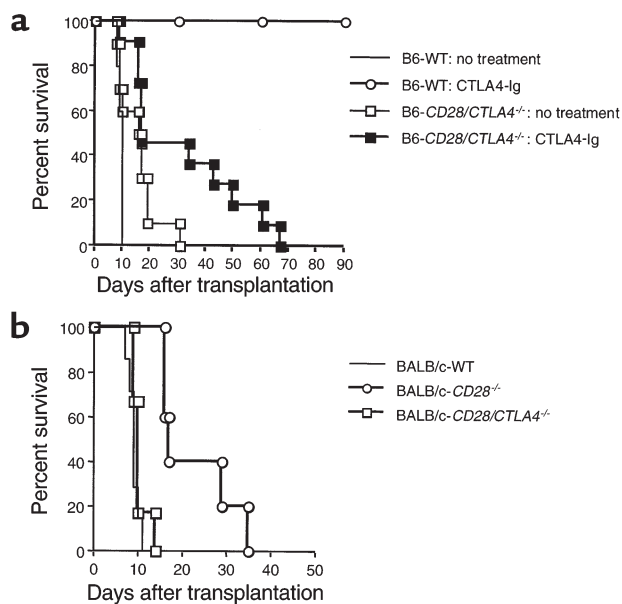 a
100
80
60
40
20
0
Percent survival
0 10 20 30 40 50 60 70 80 90
Days after transplantation
B6-WT: no treatment
B6-WT: CTLA4-Ig
B6-CD28/CTLA4-/-: no treatment
B6-CD28/CTLA4-/-: CTLA4-Ig
b
100
80
60
40
20
0
Percent survival
0 10 20 30 40 50
Days after transplantation
BALB/c-WT
BALB/c-CD28-/-
BALB/c-CD28/CTLA4-/-